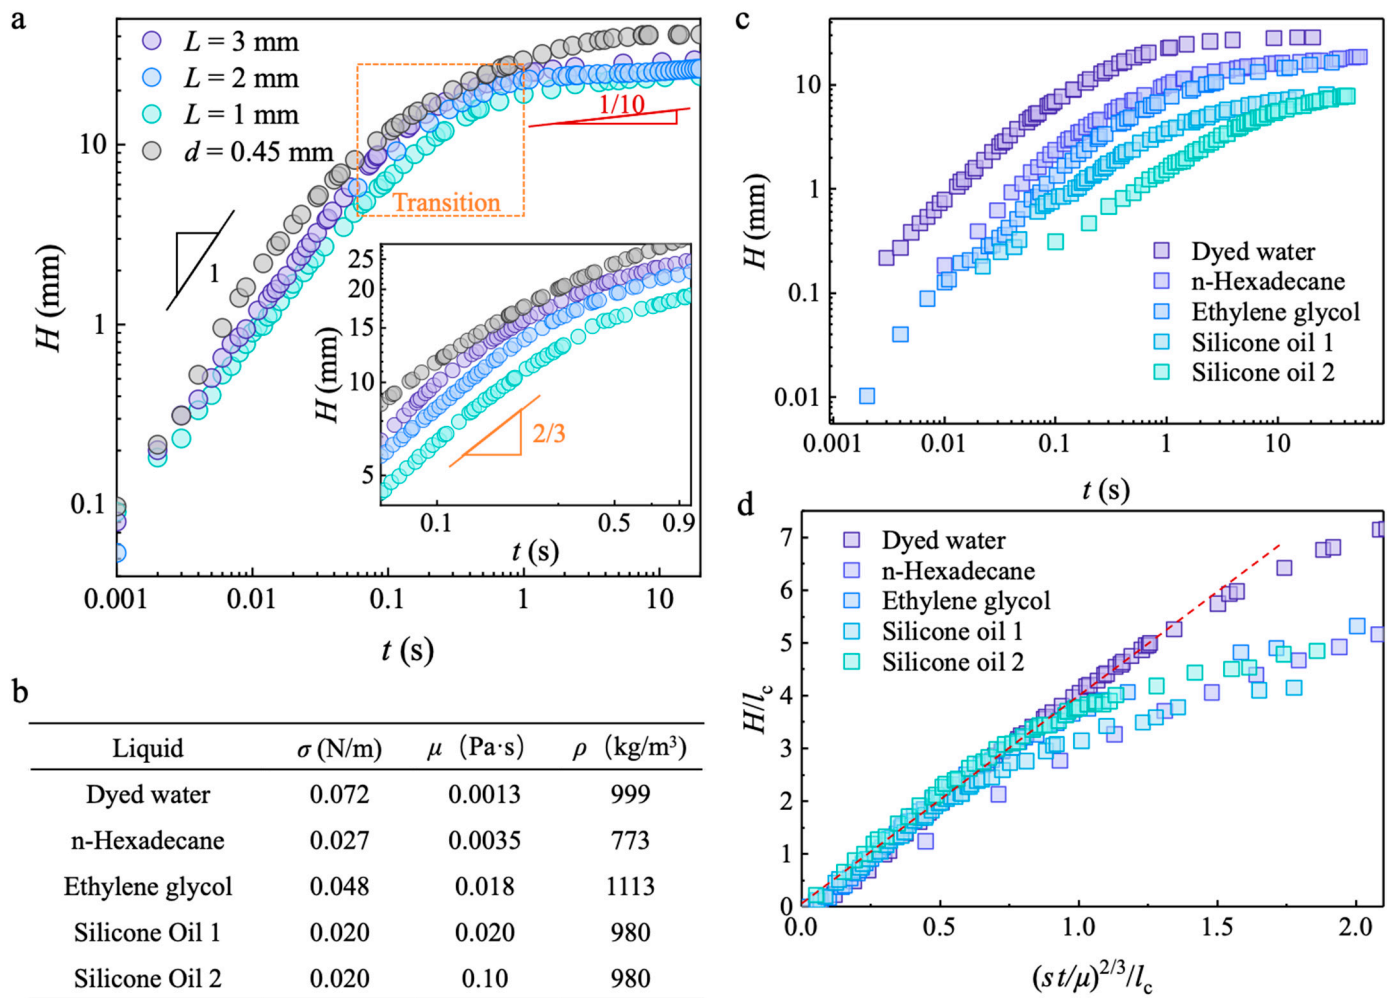 a
L = 3 mm
L = 2 mm
L = 1 mm
d = 0.45 mm
1/10
Transition
1
10
1
0.1
H (mm)
0.001
0.01
0.1
1
10
t (s)
25
20
15
10
5
H (mm)
2/3
0.1
0.5
0.9
t (s)
b
Liquid σ (N/m) μ (Pa·s) ρ (kg/m³)
Dyed water 0.072 0.0013 999
n-Hexadecane 0.027 0.0035 773
Ethylene glycol 0.048 0.018 1113
Silicone Oil 1 0.020 0.020 980
Silicone Oil 2 0.020 0.10 980
c
10
1
0.1
0.01
H (mm)
Dyed water
n-Hexadecane
Ethylene glycol
Silicone oil 1
Silicone oil 2
0.001
0.01
0.1
1
10
t (s)
d
7
6
5
4
3
2
1
0
H/lc
Dyed water
n-Hexadecane
Ethylene glycol
Silicone oil 1
Silicone oil 2
0.0
0.5
1.0
1.5
2.0
(st/μ)^2/3/lc